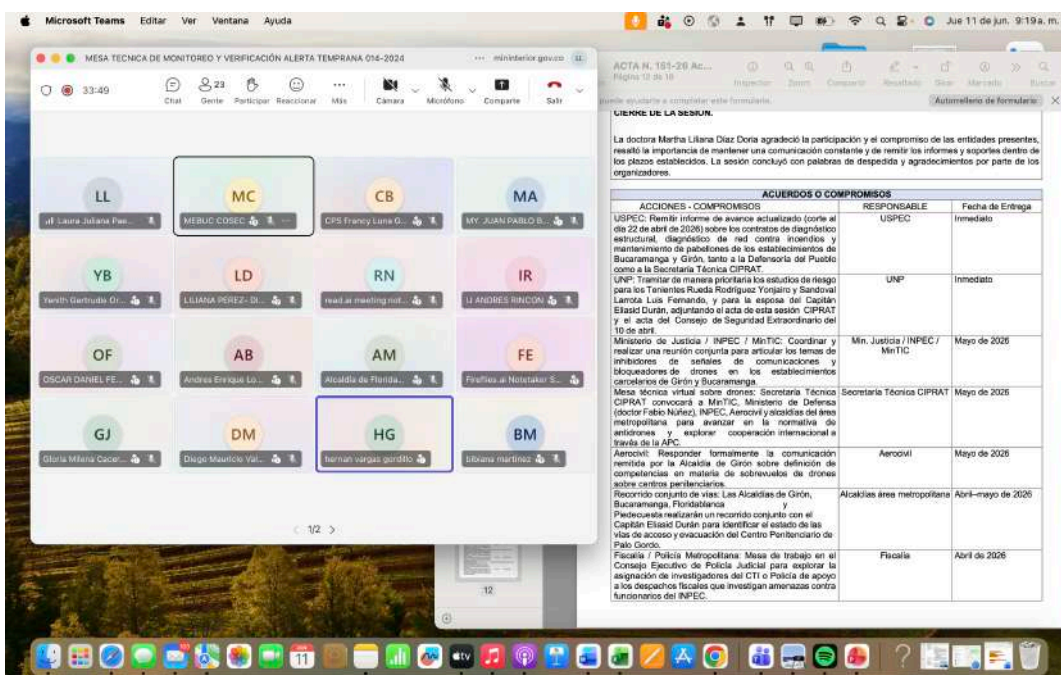 Microsoft Teams Editar Ver Ventana Ayuda
Jue 11 de jun. 9:19 a. m.
MESA TECNICA DE MONITOREO Y VERIFICACIÓN ALERTA TEMPRANA 014-2024
mininterior.gov.co
LL
33:49
23
Chat Gente Participar Reaccionar Más Cámara Micrófono Comparte Salir
LL
Laura Juliana Pae...
MC
MEBUC COSEC
CB
CPS Francy Luna G...
MA
MY. JUAN PABLO B...
YB
Yenith Gertrudis Or...
LD
LILIANA PEREZ- DI...
RN
read.ai meeting not...
IR
IJ ANDRES RINCON
OF
OSCAR DANIEL FE...
AB
Andres Enrique Lo...
AM
Alcaldía de Florida...
FE
Fireflies.ai Notetaker S...
GJ
Gloria Milena Cacer...
DM
Diego Mauricio Val...
HG
hernan vargas gordillo
BM
bibiana martinez
1/2
ACTA N. 151-26 Ac...
Página 12 de 18
Inspector Zoom Compartir Resaltado Girar Marcado Buscar
puede ayudarte a completar este formulario.
Autorrelleno de formulario
CIERRE DE LA SESIÓN.
La doctora Martha Liliana Díaz Doria agradeció la participación y el compromiso de las entidades presentes,
resaltó la importancia de mantener una comunicación constante y de remitir los informes y soportes dentro de
los plazos establecidos. La sesión concluyó con palabras de despedida y agradecimientos por parte de los
organizadores.
ACUERDOS O COMPROMISOS
ACCIONES - COMPROMISOS RESPONSABLE Fecha de Entrega
USPEC: Remitir informe de avance actualizado (corte al USPEC Inmediato
día 22 de abril de 2026) sobre los contratos de diagnóstico
estructural, diagnóstico de red contra incendios y
mantenimiento de pabellones de los establecimientos de
Bucaramanga y Girón, tanto a la Defensoría del Pueblo
como a la Secretaría Técnica CIPRAT.
UNP: Tramitar de manera prioritaria los estudios de riesgo UNP Inmediato
para los Tenientes Rueda Rodríguez Yonjairo y Sandoval
Larrota Luis Fernando, y para la esposa del Capitán
Eliasid Durán, adjuntando el acta de esta sesión CIPRAT
y el acta del Consejo de Seguridad Extraordinario del
10 de abril.
Ministerio de Justicia / INPEC / MinTIC: Coordinar y Min. Justicia / INPEC / Mayo de 2026
realizar una reunión conjunta para articular los temas de MinTIC
inhibidores de señales de comunicaciones y
bloqueadores de drones en los establecimientos
carcelarios de Girón y Bucaramanga.
Mesa técnica virtual sobre drones: Secretaría Técnica Secretaría Técnica CIPRAT Mayo de 2026
CIPRAT convocará a MinTIC, Ministerio de Defensa
(doctor Fabio Núñez), INPEC, Aerocivil y alcaldías del área
metropolitana para avanzar en la normativa de
antidrones y explorar cooperación internacional a
través de la APC.
Aerocivil: Responder formalmente la comunicación Aerocivil Mayo de 2026
remitida por la Alcaldía de Girón sobre definición de
competencias en materia de sobrevuelos de drones
sobre centros penitenciarios.
Recorrido conjunto de vías: Las Alcaldías de Girón, Alcaldías área metropolitana Abril–mayo de 2026
Bucaramanga, Floridablanca y
Piedecuesta realizarán un recorrido conjunto con el
Capitán Eliasid Durán para identificar el estado de las
vías de acceso y evacuación del Centro Penitenciario de
Palo Gordo.
Fiscalía / Policía Metropolitana: Mesa de trabajo en el Fiscalía Abril de 2026
Consejo Ejecutivo de Policía Judicial para explorar la
asignación de investigadores del CTI o Policía de apoyo
a los despachos fiscales que investigan amenazas contra
funcionarios del INPEC.
12